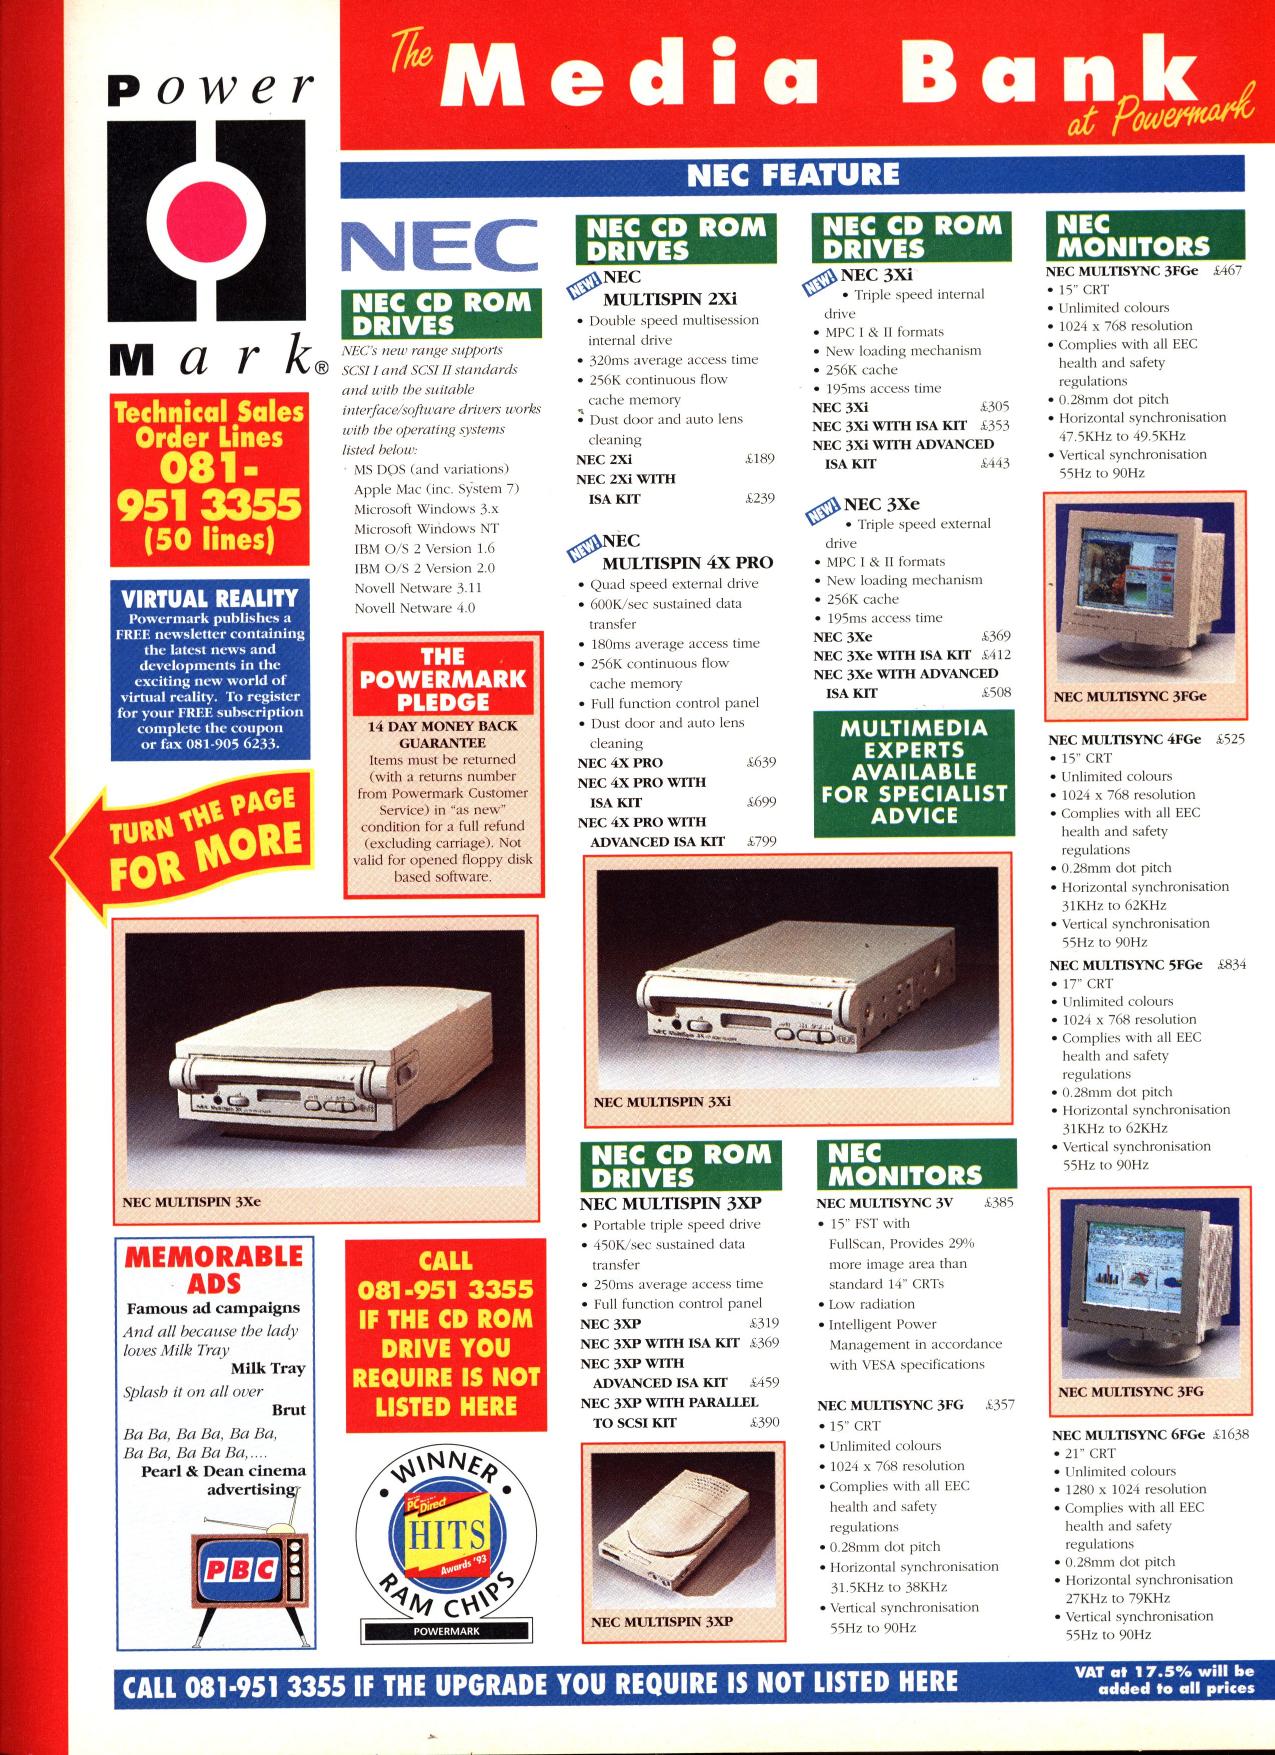 Power
Mark®
The Media Bank
at Powermark
NEC FEATURE
Technical Sales
Order Lines
081-
951 3355
(50 lines)
VIRTUAL REALITY
Powermark publishes a
FREE newsletter containing
the latest news and
developments in the
exciting new world of
virtual reality. To register
for your FREE subscription
complete the coupon
or fax 081-905 6233.
TURN THE PAGE
FOR MORE
NEC
NEC CD ROM
DRIVES
NEC's new range supports
SCSI I and SCSI II standards
and with the suitable
interface/software drivers works
with the operating systems
listed below:
MS DOS (and variations)
Apple Mac (inc. System 7)
Microsoft Windows 3.x
Microsoft Windows NT
IBM O/S 2 Version 1.6
IBM O/S 2 Version 2.0
Novell Netware 3.11
Novell Netware 4.0
THE
POWERMARK
PLEDGE
14 DAY MONEY BACK
GUARANTEE
Items must be returned
(with a returns number
from Powermark Customer
Service) in "as new"
condition for a full refund
(excluding carriage). Not
valid for opened floppy disk
based software.
NEC CD ROM
DRIVES
NEW! NEC
MULTISPIN 2Xi
• Double speed multisession
internal drive
• 320ms average access time
• 256K continuous flow
cache memory
• Dust door and auto lens
cleaning
NEC 2Xi £189
NEC 2Xi WITH
ISA KIT £239
NEW! NEC
MULTISPIN 4X PRO
• Quad speed external drive
• 600K/sec sustained data
transfer
• 180ms average access time
• 256K continuous flow
cache memory
• Full function control panel
• Dust door and auto lens
cleaning
NEC 4X PRO £639
NEC 4X PRO WITH
ISA KIT £699
NEC 4X PRO WITH
ADVANCED ISA KIT £799
NEC CD ROM
DRIVES
NEW! NEC 3Xi
• Triple speed internal
drive
• MPC I & II formats
• New loading mechanism
• 256K cache
• 195ms access time
NEC 3Xi £305
NEC 3Xi WITH ISA KIT £353
NEC 3Xi WITH ADVANCED
ISA KIT £443
NEW! NEC 3Xe
• Triple speed external
drive
• MPC I & II formats
• New loading mechanism
• 256K cache
• 195ms access time
NEC 3Xe £369
NEC 3Xe WITH ISA KIT £412
NEC 3Xe WITH ADVANCED
ISA KIT £508
MULTIMEDIA
EXPERTS
AVAILABLE
FOR SPECIALIST
ADVICE
NEC
MONITORS
NEC MULTISYNC 3FGe £467
• 15" CRT
• Unlimited colours
• 1024 x 768 resolution
• Complies with all EEC
health and safety
regulations
• 0.28mm dot pitch
• Horizontal synchronisation
47.5KHz to 49.5KHz
• Vertical synchronisation
55Hz to 90Hz
NEC MULTISYNC 3FGe
NEC MULTISYNC 4FGe £525
• 15" CRT
• Unlimited colours
• 1024 x 768 resolution
• Complies with all EEC
health and safety
regulations
• 0.28mm dot pitch
• Horizontal synchronisation
31KHz to 62KHz
• Vertical synchronisation
55Hz to 90Hz
NEC MULTISYNC 5FGe £834
• 17" CRT
• Unlimited colours
• 1024 x 768 resolution
• Complies with all EEC
health and safety
regulations
• 0.28mm dot pitch
• Horizontal synchronisation
31KHz to 62KHz
• Vertical synchronisation
55Hz to 90Hz
NEC MULTISYNC 3FG
NEC MULTISYNC 6FGe £1638
• 21" CRT
• Unlimited colours
• 1280 x 1024 resolution
• Complies with all EEC
health and safety
regulations
• 0.28mm dot pitch
• Horizontal synchronisation
27KHz to 79KHz
• Vertical synchronisation
55Hz to 90Hz
NEC MULTISPIN 3Xe
NEC MULTISPIN 3Xi
MEMORABLE
ADS
Famous ad campaigns
And all because the lady
loves Milk Tray
Milk Tray
Splash it on all over
Brut
Ba Ba, Ba Ba, Ba Ba,
Ba Ba, Ba Ba Ba,....
Pearl & Dean cinema
advertising
PBC
CALL
081-951 3355
IF THE CD ROM
DRIVE YOU
REQUIRE IS NOT
LISTED HERE
• WINNER •
PC Direct
HITS
Awards '93
RAM CHIPS
POWERMARK
NEC CD ROM
DRIVES
NEC MULTISPIN 3XP
• Portable triple speed drive
• 450K/sec sustained data
transfer
• 250ms average access time
• Full function control panel
NEC 3XP £319
NEC 3XP WITH ISA KIT £369
NEC 3XP WITH
ADVANCED ISA KIT £459
NEC 3XP WITH PARALLEL
TO SCSI KIT £390
NEC MULTISPIN 3XP
NEC
MONITORS
NEC MULTISYNC 3V £385
• 15" FST with
FullScan, Provides 29%
more image area than
standard 14" CRTs
• Low radiation
• Intelligent Power
Management in accordance
with VESA specifications
NEC MULTISYNC 3FG £357
• 15" CRT
• Unlimited colours
• 1024 x 768 resolution
• Complies with all EEC
health and safety
regulations
• 0.28mm dot pitch
• Horizontal synchronisation
31.5KHz to 38KHz
• Vertical synchronisation
55Hz to 90Hz
CALL 081-951 3355 IF THE UPGRADE YOU REQUIRE IS NOT LISTED HERE
VAT at 17.5% will be
added to all prices